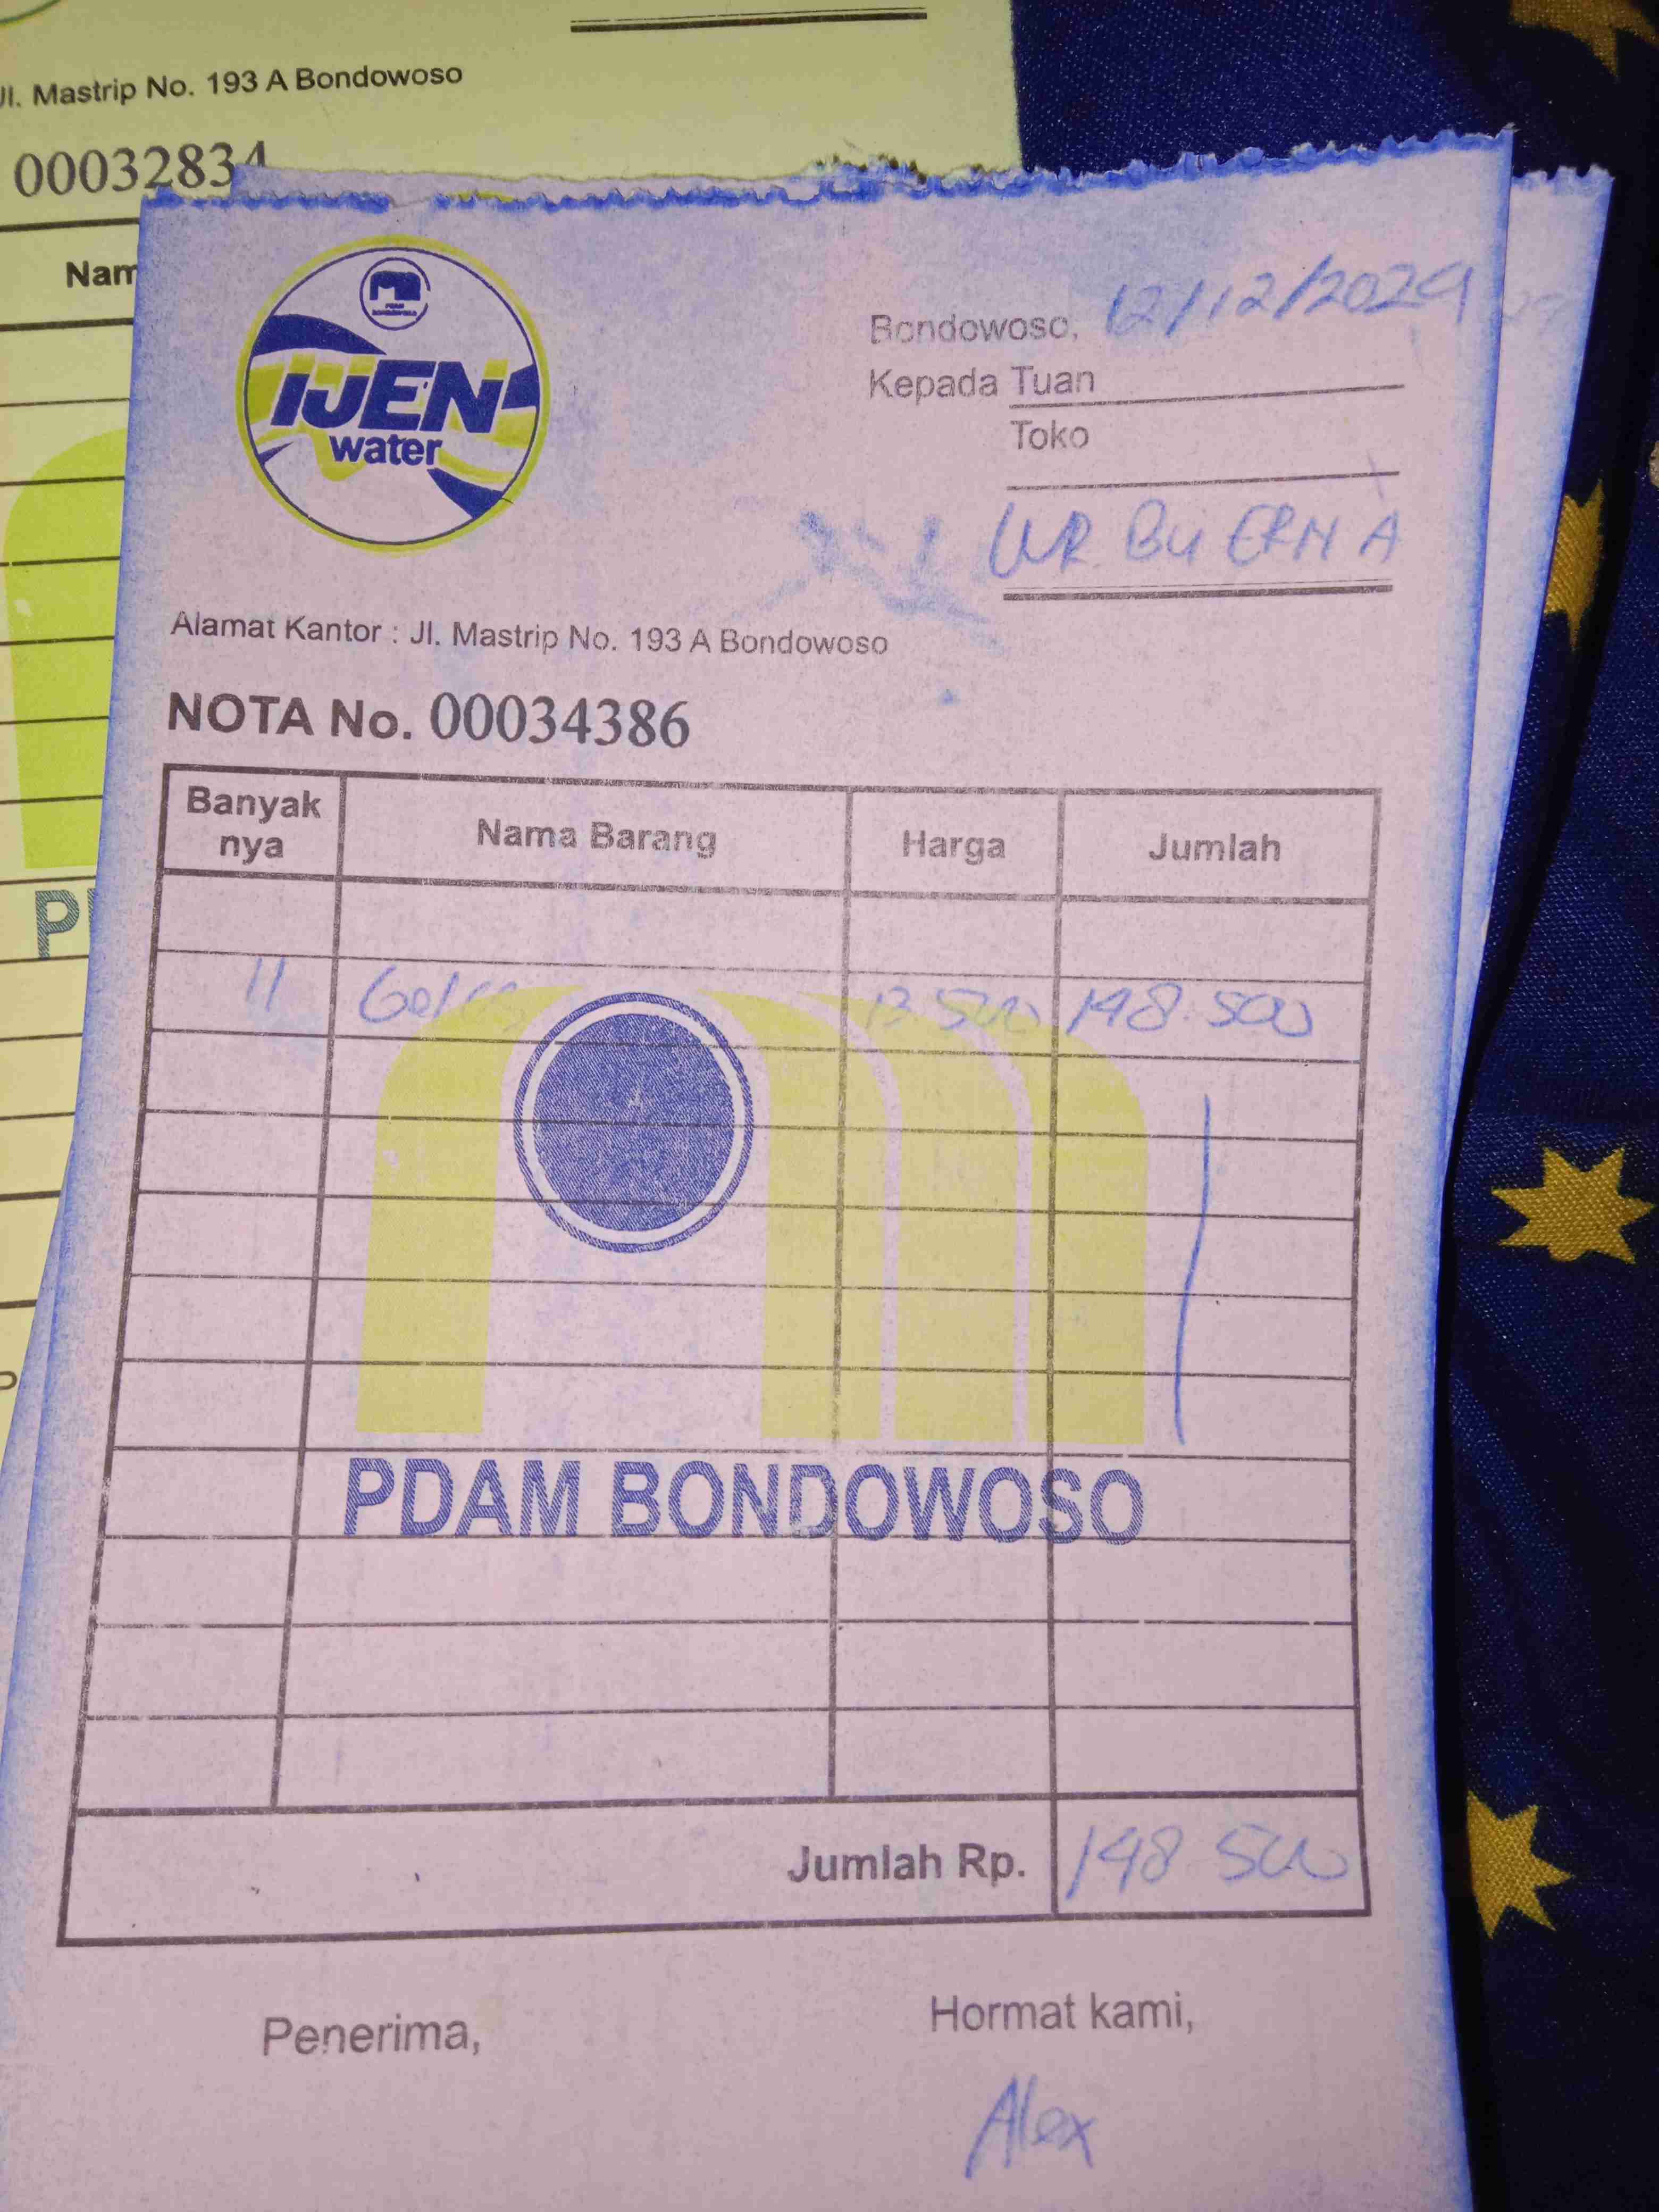 Jl. Mastrip No. 193 A Bondowoso
00032834
Nam
P
IJEN
water
Bondowoso, 12/12/2024
Kepada Tuan
Toko
WR. Bu ERNA
Alamat Kantor : Jl. Mastrip No. 193 A Bondowoso
NOTA No. 00034386
Banyak nya Nama Barang Harga Jumlah
11 13.500 148.500
PDAM BONDOWOSO
Jumlah Rp. 148 500
Penerima, Hormat kami,
Alex